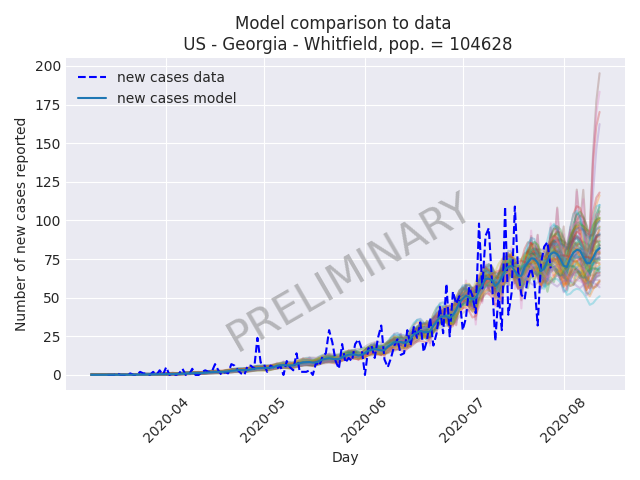 Model comparison to data
US - Georgia - Whitfield, pop. = 104628
200
175
150
125
100
75
50
25
0
Number of new cases reported
new cases data
new cases model
PRELIMINARY
2020-04
2020-05
2020-06
2020-07
2020-08
Day